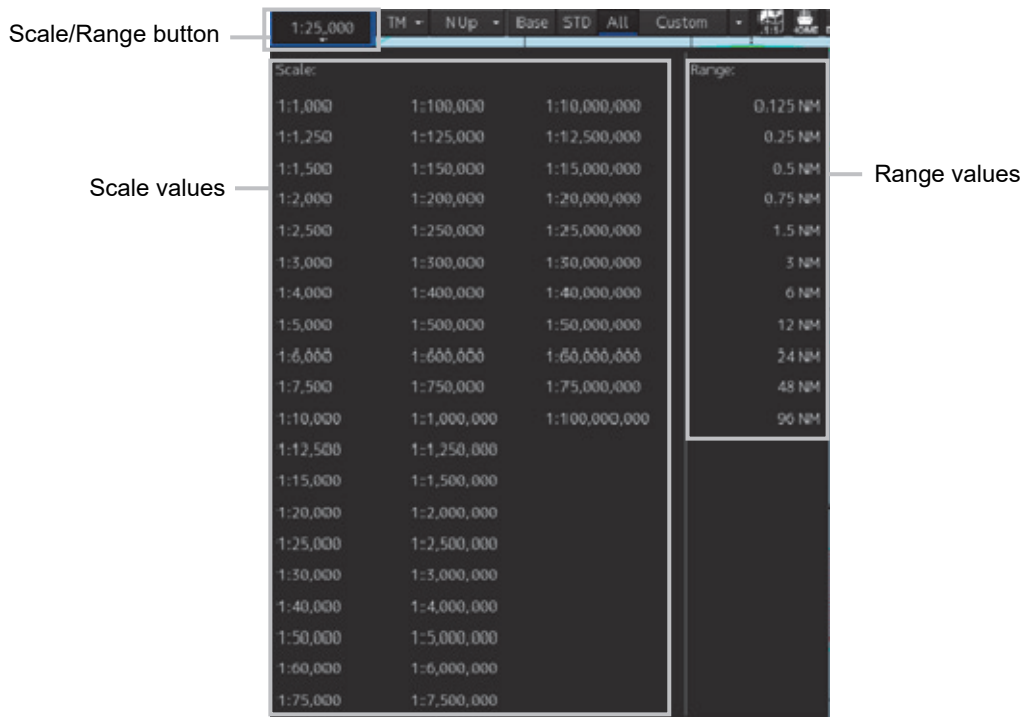 Scale/Range button
1:25,000 TM N Up Base STD All Custom 1:1 HOME
Scale: Range:
1:1,000 1:100,000 1:10,000,000 0.125 NM
1:1,250 1:125,000 1:12,500,000 0.25 NM
1:1,500 1:150,000 1:15,000,000 0.5 NM
Scale values
Range values
1:2,000 1:200,000 1:20,000,000 0.75 NM
1:2,500 1:250,000 1:25,000,000 1.5 NM
1:3,000 1:300,000 1:30,000,000 3 NM
1:4,000 1:400,000 1:40,000,000 6 NM
1:5,000 1:500,000 1:50,000,000 12 NM
1:6,000 1:600,000 1:60,000,000 24 NM
1:7,500 1:750,000 1:75,000,000 48 NM
1:10,000 1:1,000,000 1:100,000,000 96 NM
1:12,500 1:1,250,000
1:15,000 1:1,500,000
1:20,000 1:2,000,000
1:25,000 1:2,500,000
1:30,000 1:3,000,000
1:40,000 1:4,000,000
1:50,000 1:5,000,000
1:60,000 1:6,000,000
1:75,000 1:7,500,000